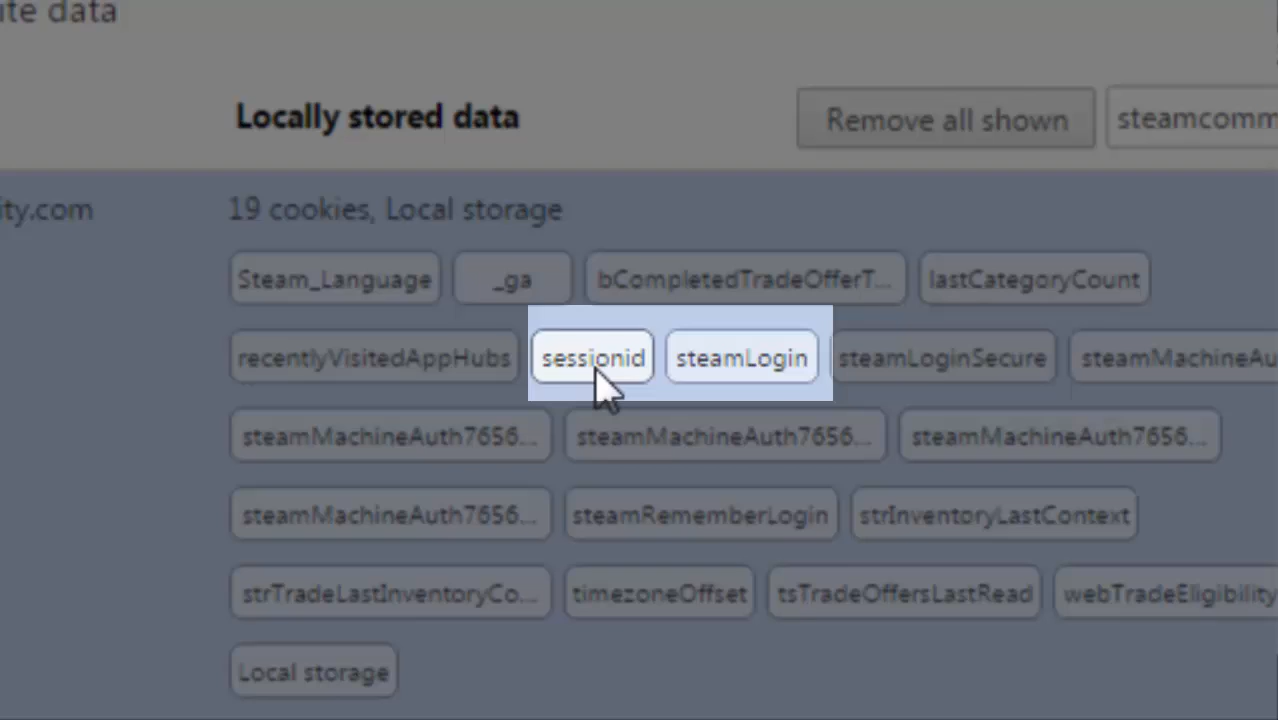 ute data
Locally stored data Remove all shown steamcomm
ity.com 19 cookies, Local storage
Steam_Language _ga bCompletedTradeOfferT... lastCategoryCount
recentlyVisitedAppHubs sessionid steamLogin steamLoginSecure steamMachineAu
steamMachineAuth7656... steamMachineAuth7656... steamMachineAuth7656...
steamMachineAuth7656... steamRememberLogin strInventoryLastContext
strTradeLastInventoryCo... timezoneOffset tsTradeOffersLastRead webTradeEligibility
Local storage